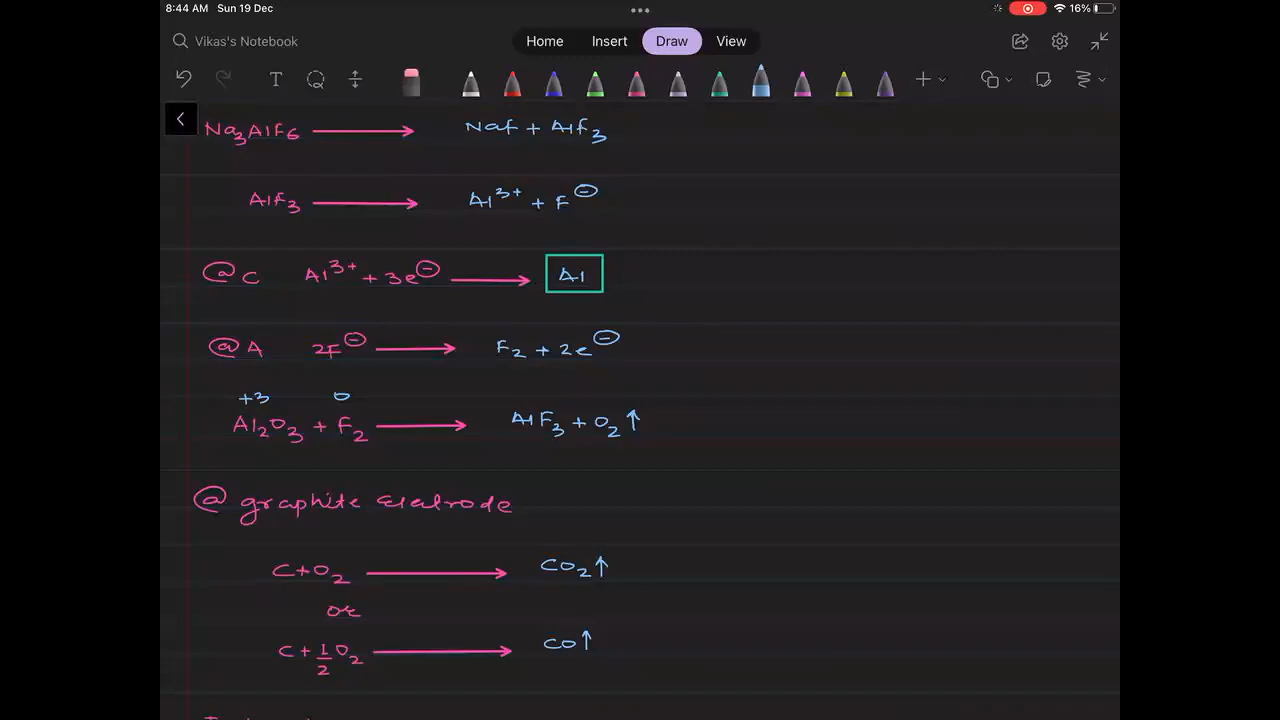 8:44 AM Sun 19 Dec
16%
Vikas's Notebook
Home Insert Draw View
Na₃AlF₆ ⟶ NaF + AlF₃
AlF₃ ⟶ Al³⁺ + F⊖
@ C Al³⁺ + 3e⊖ ⟶ Al
@ A 2F⊖ ⟶ F₂ + 2e⊖
+3 0
Al₂O₃ + F₂ ⟶ AlF₃ + O₂ ↑
@ graphite Elatrode
C + O₂ ⟶ CO₂ ↑
or
C + 1/2 O₂ ⟶ CO ↑